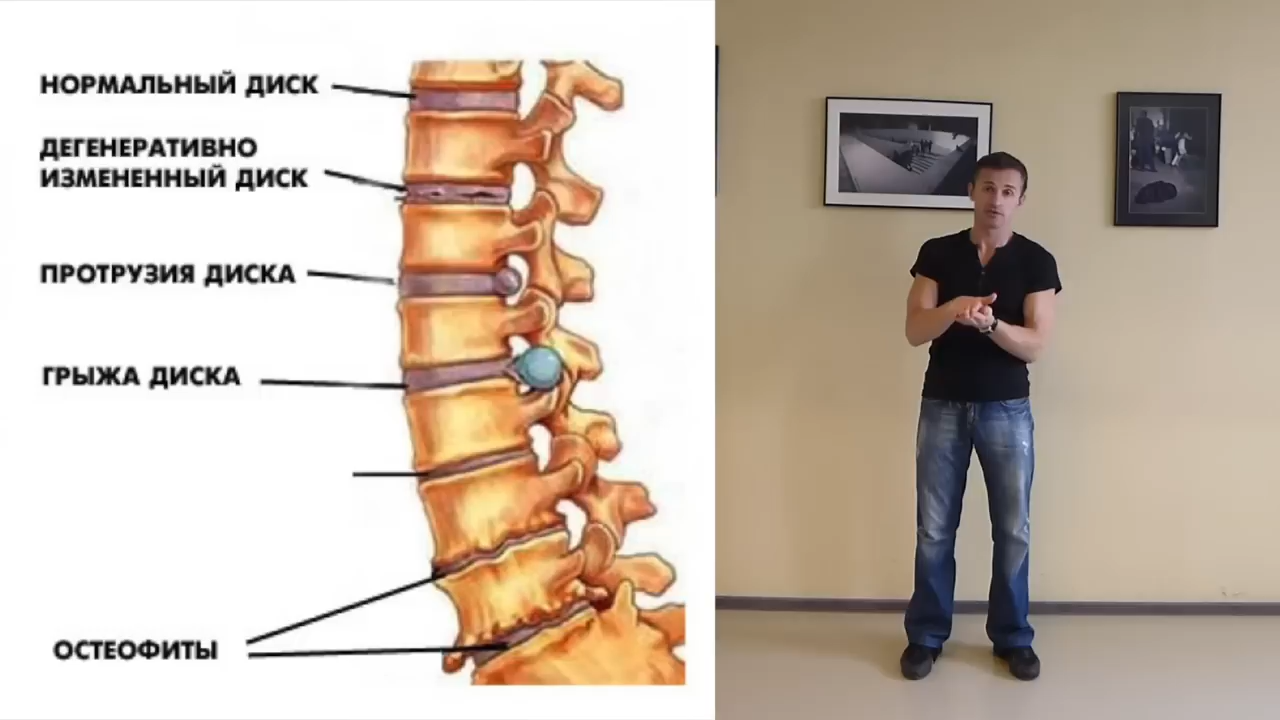 НОРМАЛЬНЫЙ ДИСК
ДЕГЕНЕРАТИВНО
ИЗМЕНЕННЫЙ ДИСК
ПРОТРУЗИЯ ДИСКА
ГРЫЖА ДИСКА
ОСТЕОФИТЫ